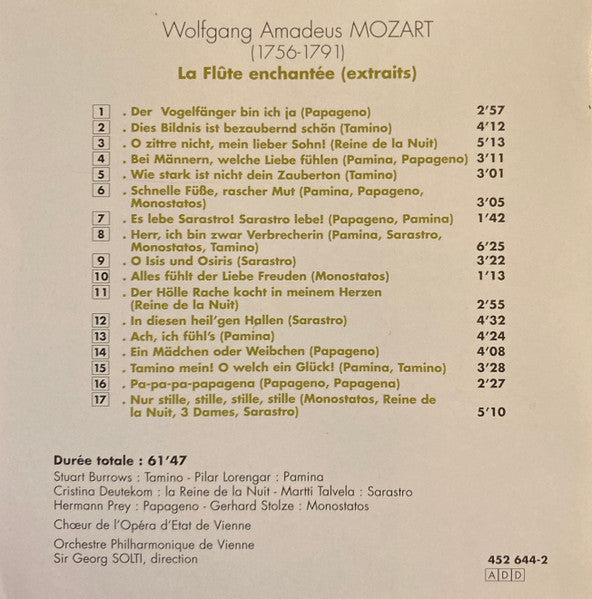 Wolfgang Amadeus MOZART
(1756-1791)
La Flûte enchantée (extraits)
1 . Der Vogelfänger bin ich ja (Papageno) 2'57
2 . Dies Bildnis ist bezaubernd schön (Tamino) 4'12
3 . O zittre nicht, mein lieber Sohn! (Reine de la Nuit) 5'13
4 . Bei Männern, welche Liebe fühlen (Pamina, Papageno) 3'11
5 . Wie stark ist nicht dein Zauberton (Tamino) 3'01
6 . Schnelle Füße, rascher Mut (Pamina, Papageno,
Monostatos) 3'05
7 . Es lebe Sarastro! Sarastro lebe! (Papageno, Pamina) 1'42
8 . Herr, ich bin zwar Verbrecherin (Pamina, Sarastro,
Monostatos, Tamino) 6'25
9 . O Isis und Osiris (Sarastro) 3'22
10 . Alles fühlt der Liebe Freuden (Monostatos) 1'13
11 . Der Hölle Rache kocht in meinem Herzen
(Reine de la Nuit) 2'55
12 . In diesen heil'gen Hallen (Sarastro) 4'32
13 . Ach, ich fühl's (Pamina) 4'24
14 . Ein Mädchen oder Weibchen (Papageno) 4'08
15 . Tamino mein! O welch ein Glück! (Pamina, Tamino) 3'28
16 . Pa-pa-pa-papagena (Papageno, Papagena) 2'27
17 . Nur stille, stille, stille, stille (Monostatos, Reine de
la Nuit, 3 Dames, Sarastro) 5'10
Durée totale : 61'47
Stuart Burrows : Tamino - Pilar Lorengar : Pamina
Cristina Deutekom : la Reine de la Nuit - Martti Talvela : Sarastro
Hermann Prey : Papageno - Gerhard Stolze : Monostatos
Chœur de l'Opéra d'Etat de Vienne
Orchestre Philharmonique de Vienne
Sir Georg SOLTI, direction 452 644-2
ADD